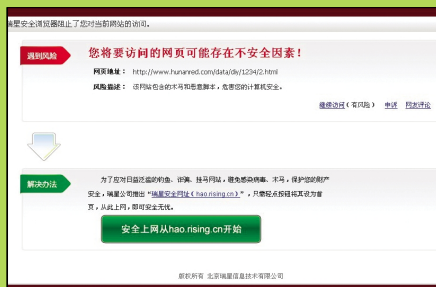 瑞星安全浏览器阻止了您对当前网站的访问。
遇到风险
您将要访问的网页可能存在不安全因素！
网页地址： http://www.hunanred.com/data/diy/1234/2.html
风险描述： 该网站包含的木马和恶意脚本，危害您的计算机安全。
继续访问（有风险） 申诉 网友评论
解决办法
为了应对日益泛滥的钓鱼、诈骗、挂马网站，避免感染病毒、木马，保护您的财产
安全，瑞星公司推出“瑞星安全网址（hao.rising.cn）”，只需轻点按钮将其设为首
页，从此上网，即可安全无忧。
安全上网从hao.rising.cn开始
版权所有 北京瑞星信息技术有限公司